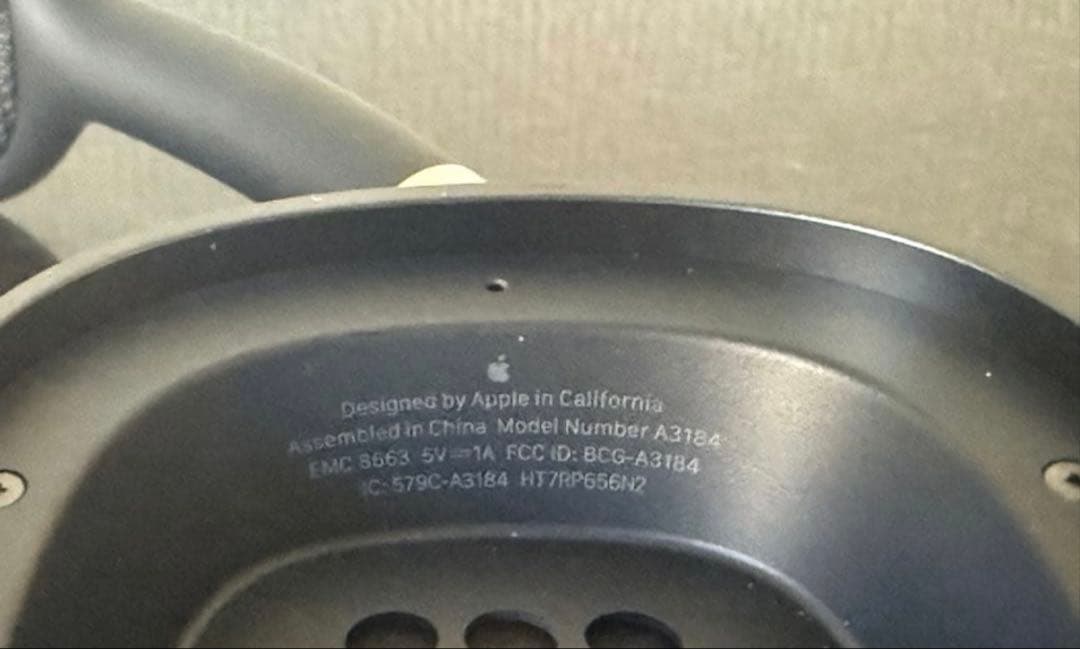 Designed by Apple in California
Assembled in China Model Number A3184
EMC 8663 5V⎓1A FCC ID: BCG-A3184
IC: 579C-A3184 HT7RP656N2